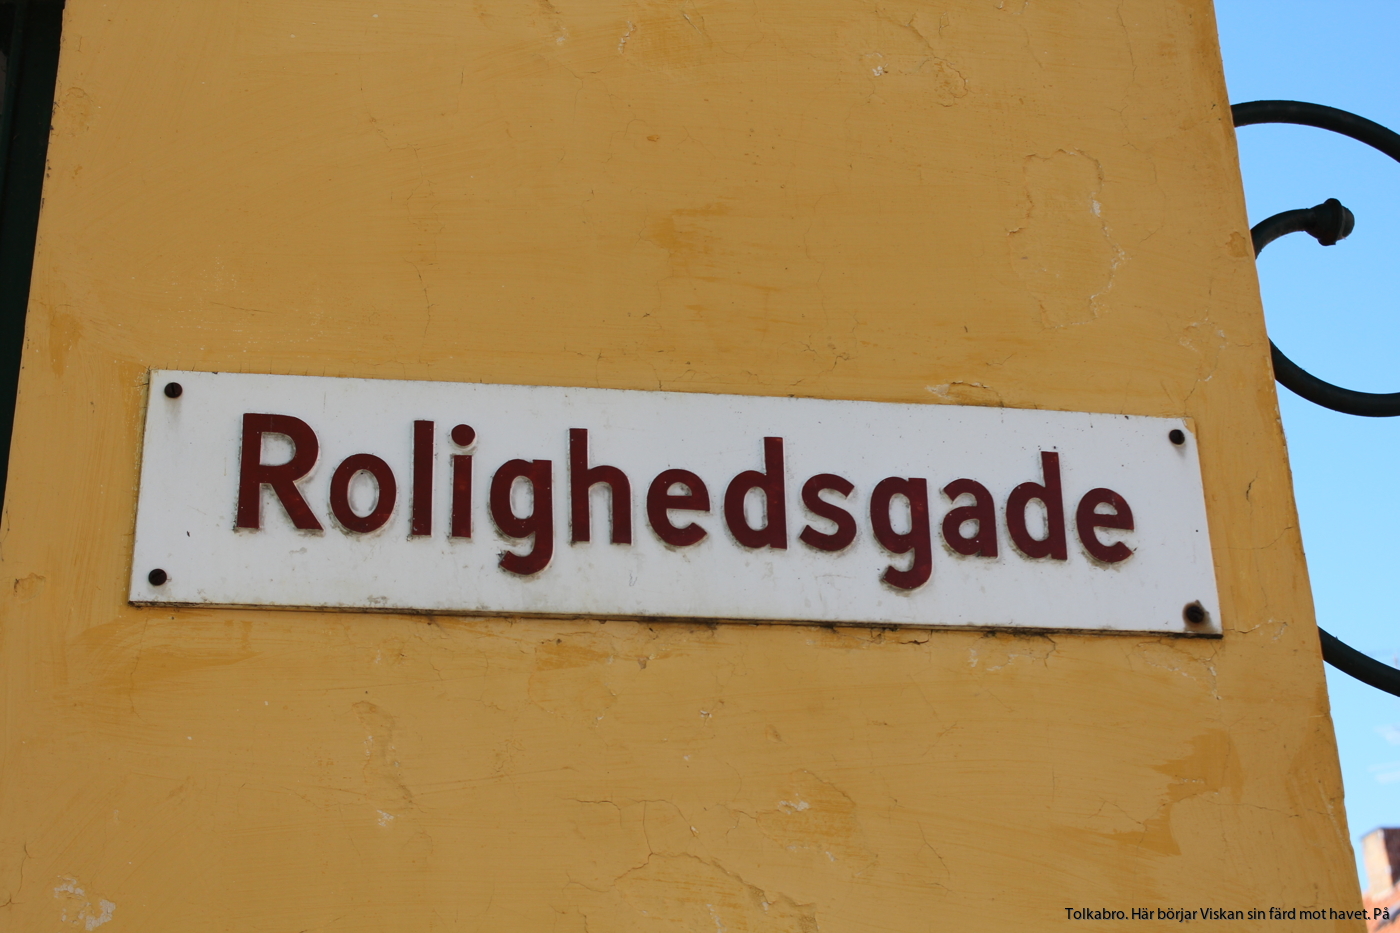 Rolighedsgade
Tolkabro. Här börjar Viskan sin färd mot havet. På